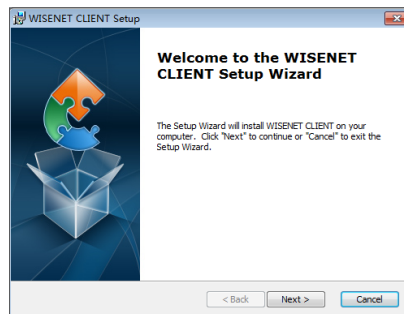 WISENET CLIENT Setup
Welcome to the WISENET
CLIENT Setup Wizard
The Setup Wizard will install WISENET CLIENT on your
computer. Click "Next" to continue or "Cancel" to exit the
Setup Wizard.
< Back
Next >
Cancel